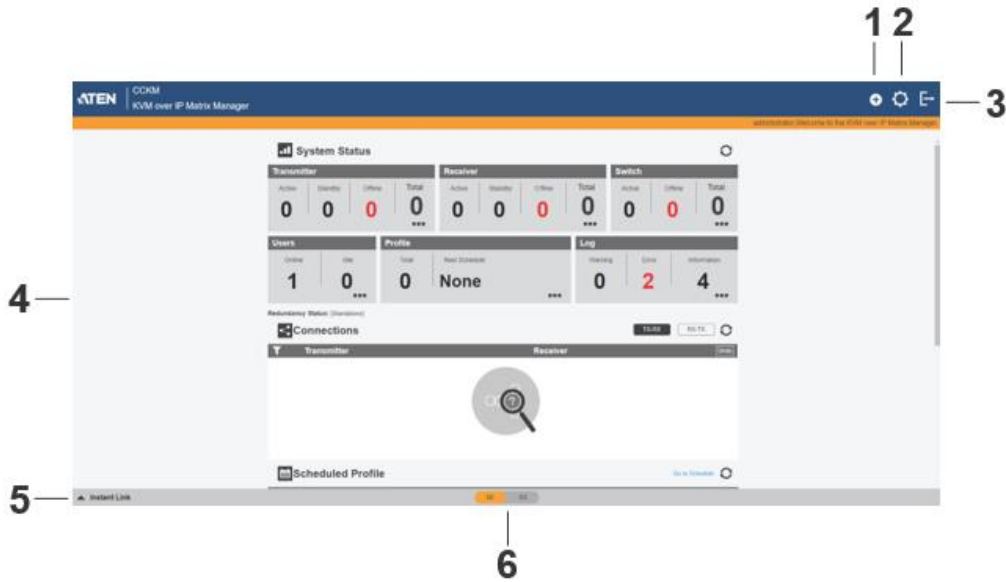 1 2
ATEN
CCKM
KVM over IP Matrix Manager
3
administrator,Welcome to the KVM over IP Matrix Manager
System Status
Transmitter Receiver Switch
Active Standby Offline Total Active Standby Offline Total Active Offline Total
0 0 0 0 0 0 0 0 0 0 0
Users Profile Log
Online Idle Total Next Schedule Warning Error Information
1 0 0 None 0 2 4
4
Redundancy Status: (Standalone)
Connections TX-RX RX-TX
Transmitter Receiver
?
Scheduled Profile Go to Schedule
5
Instant Link
6